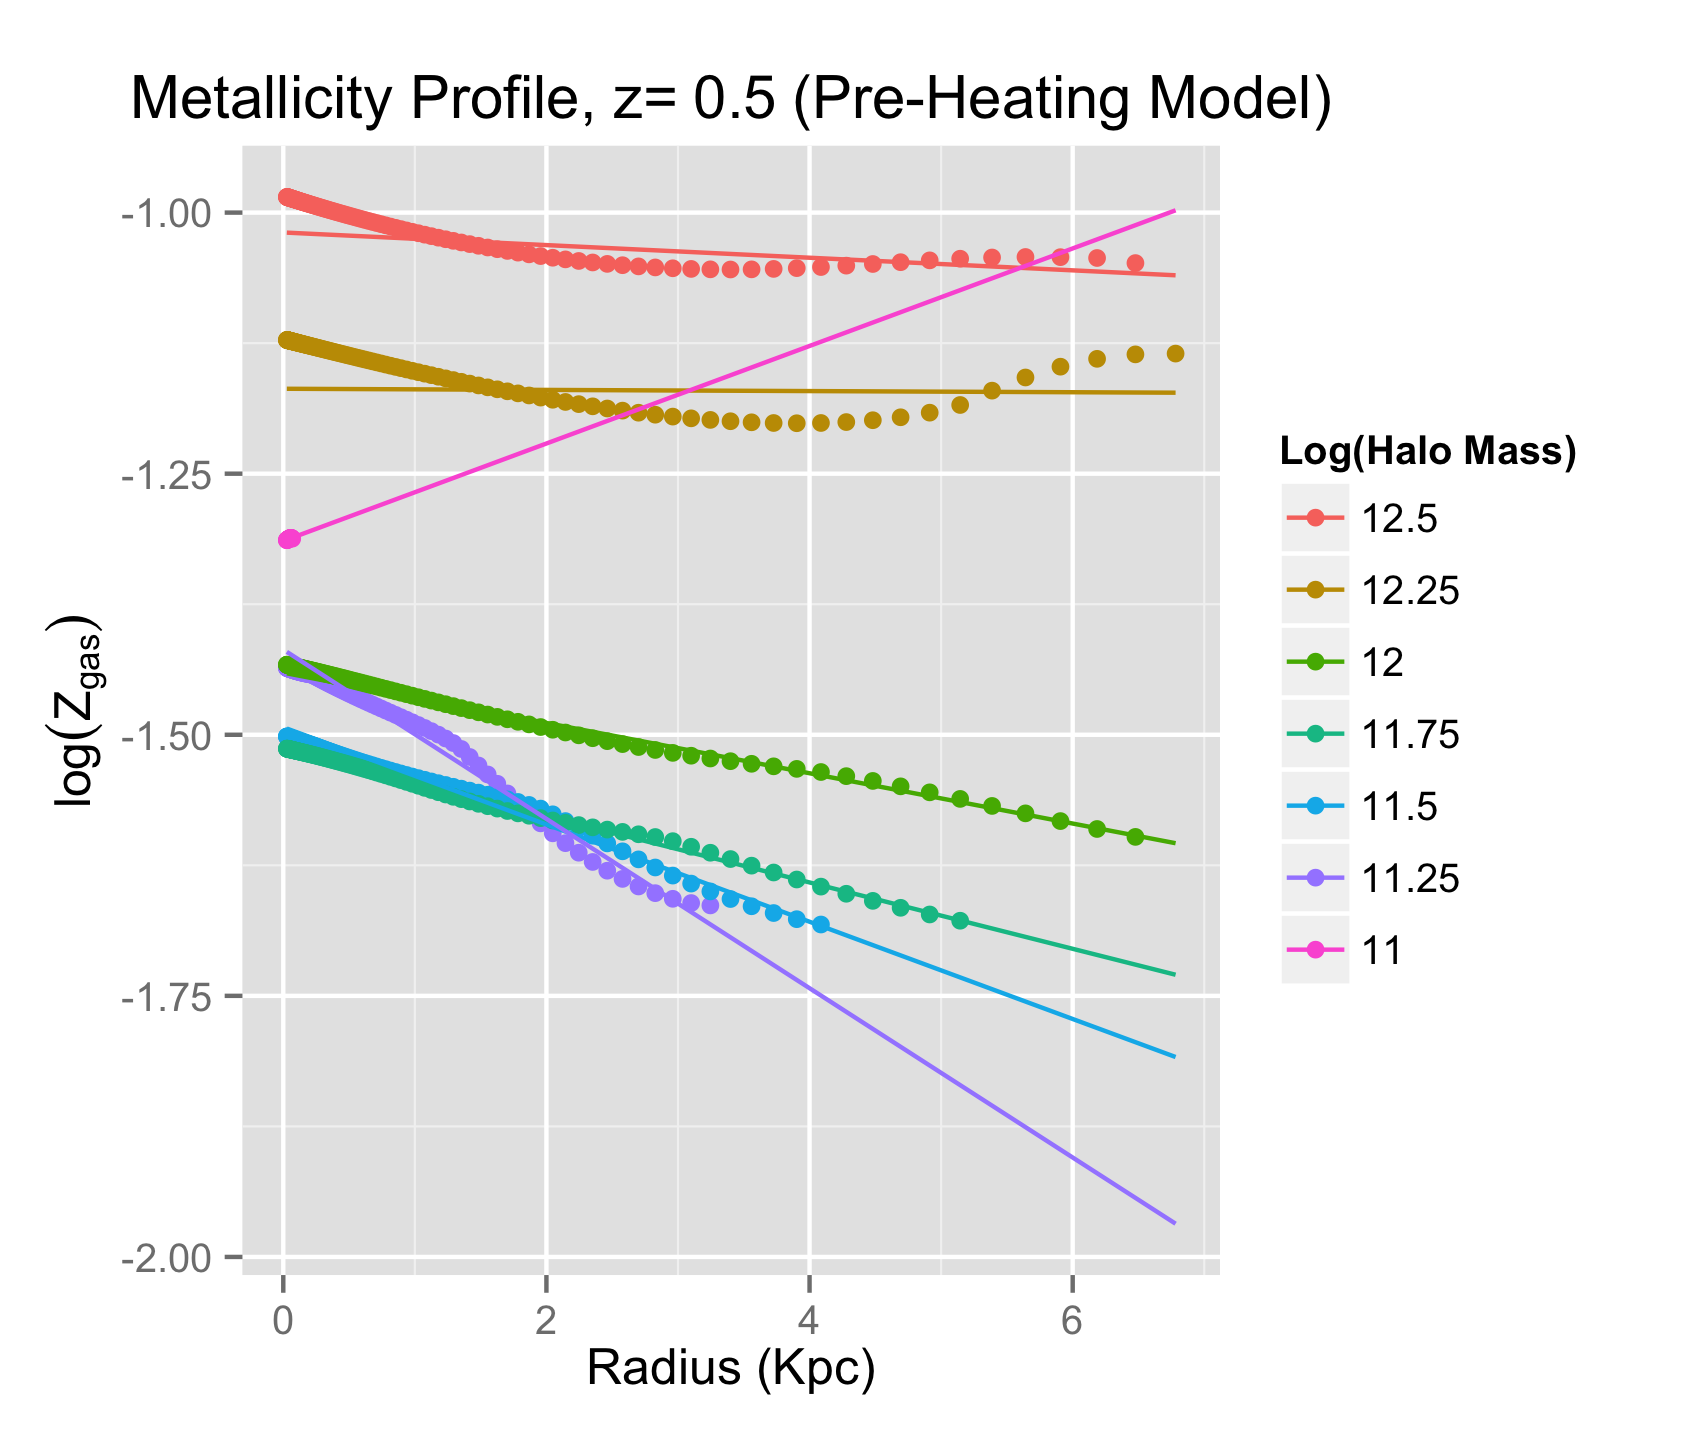 Metallicity Profile, z= 0.5 (Pre-Heating Model)
-1.00
-1.25
-1.50
-1.75
-2.00
log(Zgas)
0 2 4 6
Radius (Kpc)
Log(Halo Mass)
12.5
12.25
12
11.75
11.5
11.25
11